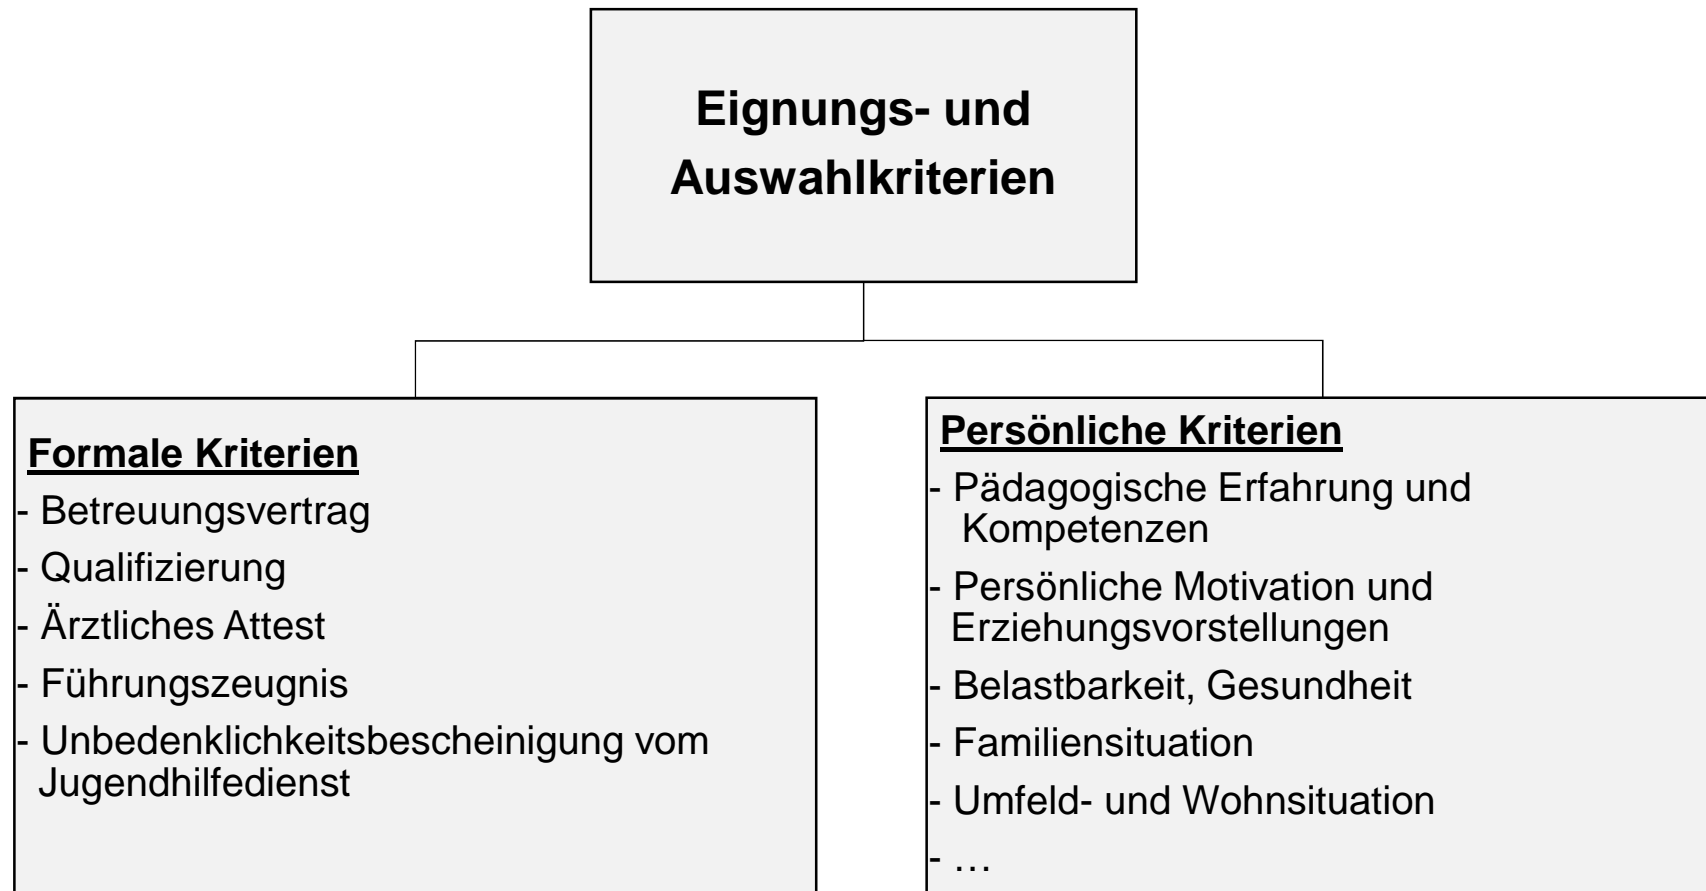 Eignungs- und
Auswahlkriterien
Formale Kriterien
- Betreuungsvertrag
- Qualifizierung
- Ärztliches Attest
- Führungszeugnis
- Unbedenklichkeitsbescheinigung vom
Jugendhilfedienst
Persönliche Kriterien
- Pädagogische Erfahrung und
Kompetenzen
- Persönliche Motivation und
Erziehungsvorstellungen
- Belastbarkeit, Gesundheit
- Familiensituation
- Umfeld- und Wohnsituation
- …